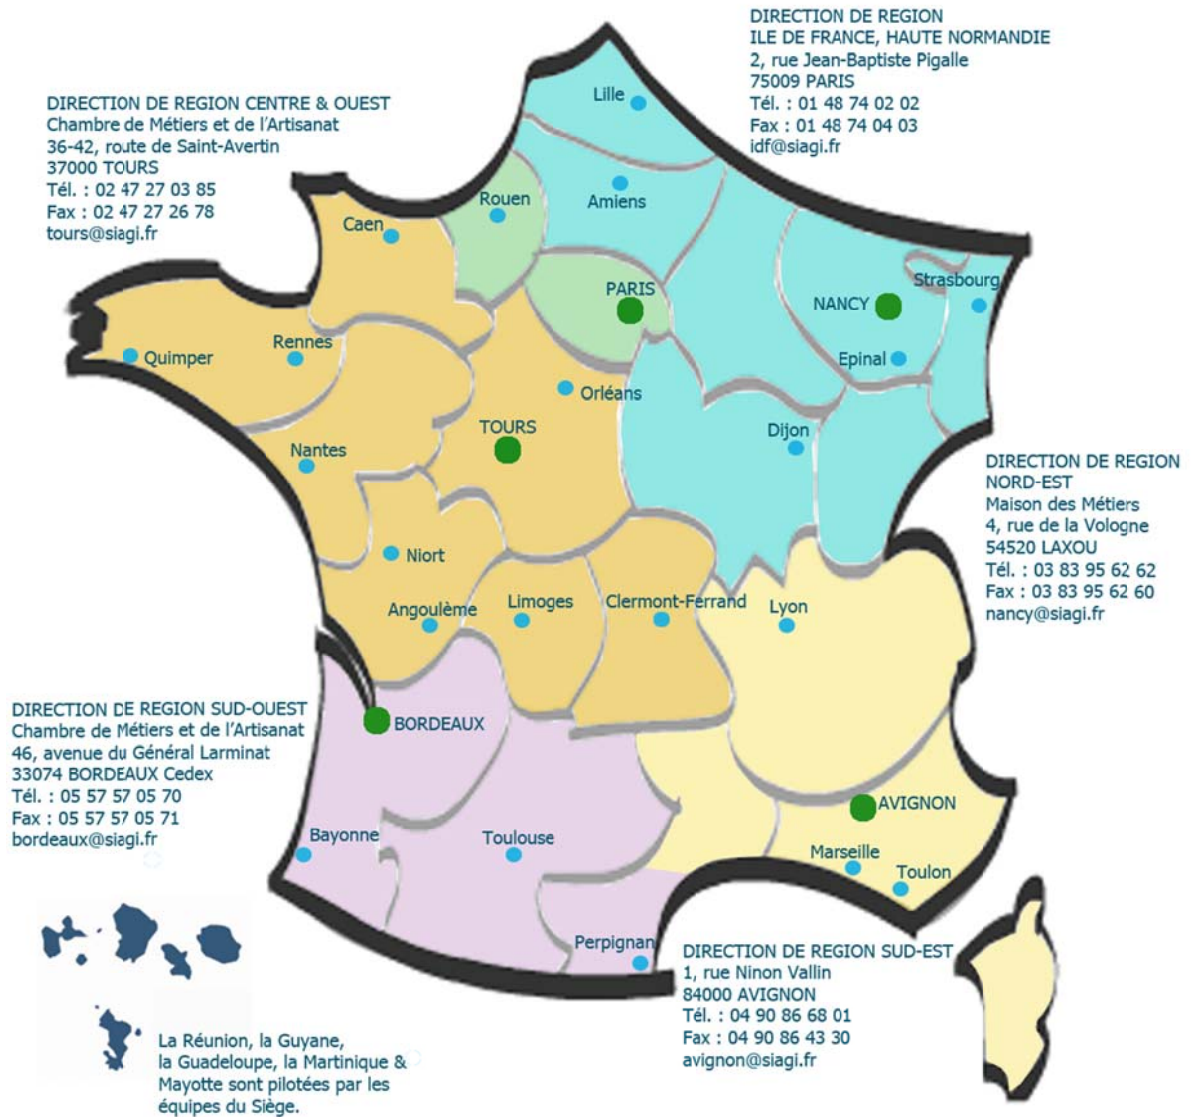 DIRECTION DE REGION
ILE DE FRANCE, HAUTE NORMANDIE
2, rue Jean-Baptiste Pigalle
75009 PARIS
Tél. : 01 48 74 02 02
Fax : 01 48 74 04 03
idf@siagi.fr
DIRECTION DE REGION CENTRE & OUEST
Chambre de Métiers et de l'Artisanat
36-42, route de Saint-Avertin
37000 TOURS
Tél. : 02 47 27 03 85
Fax : 02 47 27 26 78
tours@siagi.fr
Lille
Amiens
Rouen
Caen
PARIS
NANCY
Strasbourg
Epinal
Quimper
Rennes
Orléans
TOURS
Dijon
Nantes
Niort
Angoulême
Limoges
Clermont-Ferrand
Lyon
DIRECTION DE REGION
NORD-EST
Maison des Métiers
4, rue de la Vologne
54520 LAXOU
Tél. : 03 83 95 62 62
Fax : 03 83 95 62 60
nancy@siagi.fr
DIRECTION DE REGION SUD-OUEST
Chambre de Métiers et de l'Artisanat
46, avenue du Général Larminat
33074 BORDEAUX Cedex
Tél. : 05 57 57 05 70
Fax : 05 57 57 05 71
bordeaux@siagi.fr
BORDEAUX
AVIGNON
Bayonne
Toulouse
Marseille
Toulon
Perpignan
DIRECTION DE REGION SUD-EST
1, rue Ninon Vallin
84000 AVIGNON
Tél. : 04 90 86 68 01
Fax : 04 90 86 43 30
avignon@siagi.fr
La Réunion, la Guyane,
la Guadeloupe, la Martinique &
Mayotte sont pilotées par les
équipes du Siège.